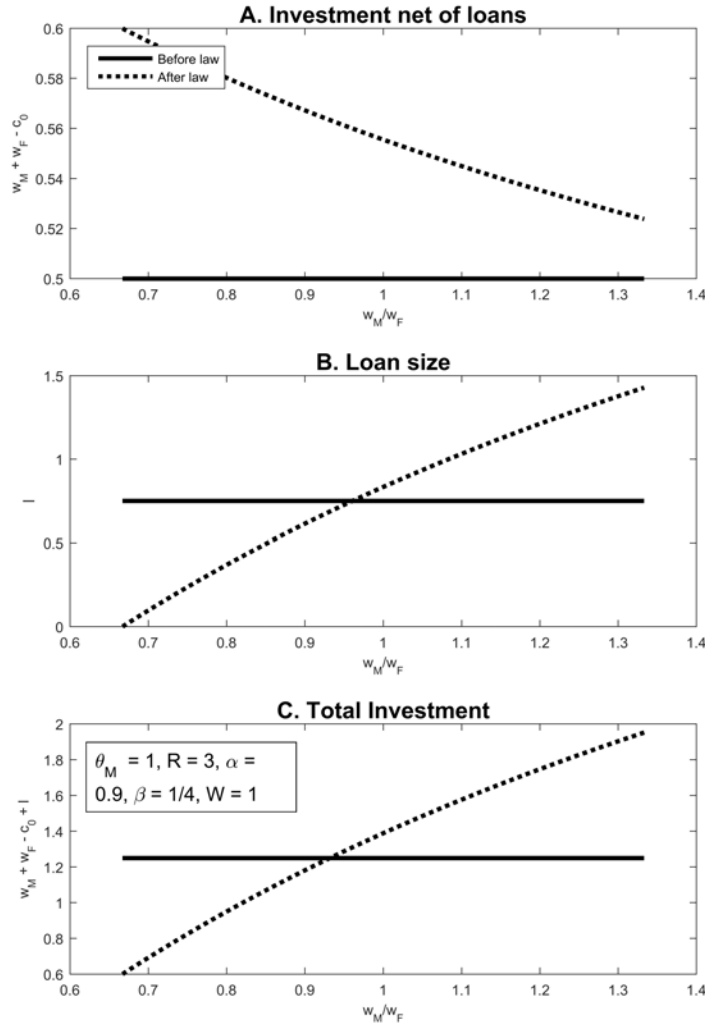 A. Investment net of loans
0.6
0.58
0.56
0.54
0.52
0.5
w_M + w_F - c_0
Before law
After law
0.6 0.7 0.8 0.9 1 1.1 1.2 1.3 1.4
w_M/w_F
B. Loan size
1.5
1
0.5
0
l
0.6 0.7 0.8 0.9 1 1.1 1.2 1.3 1.4
w_M/w_F
C. Total Investment
2
1.8
1.6
1.4
1.2
1
0.8
0.6
w_M + w_F - c_0 + l
θ_M = 1, R = 3, α =
0.9, β = 1/4, W = 1
0.6 0.7 0.8 0.9 1 1.1 1.2 1.3 1.4
w_M/w_F